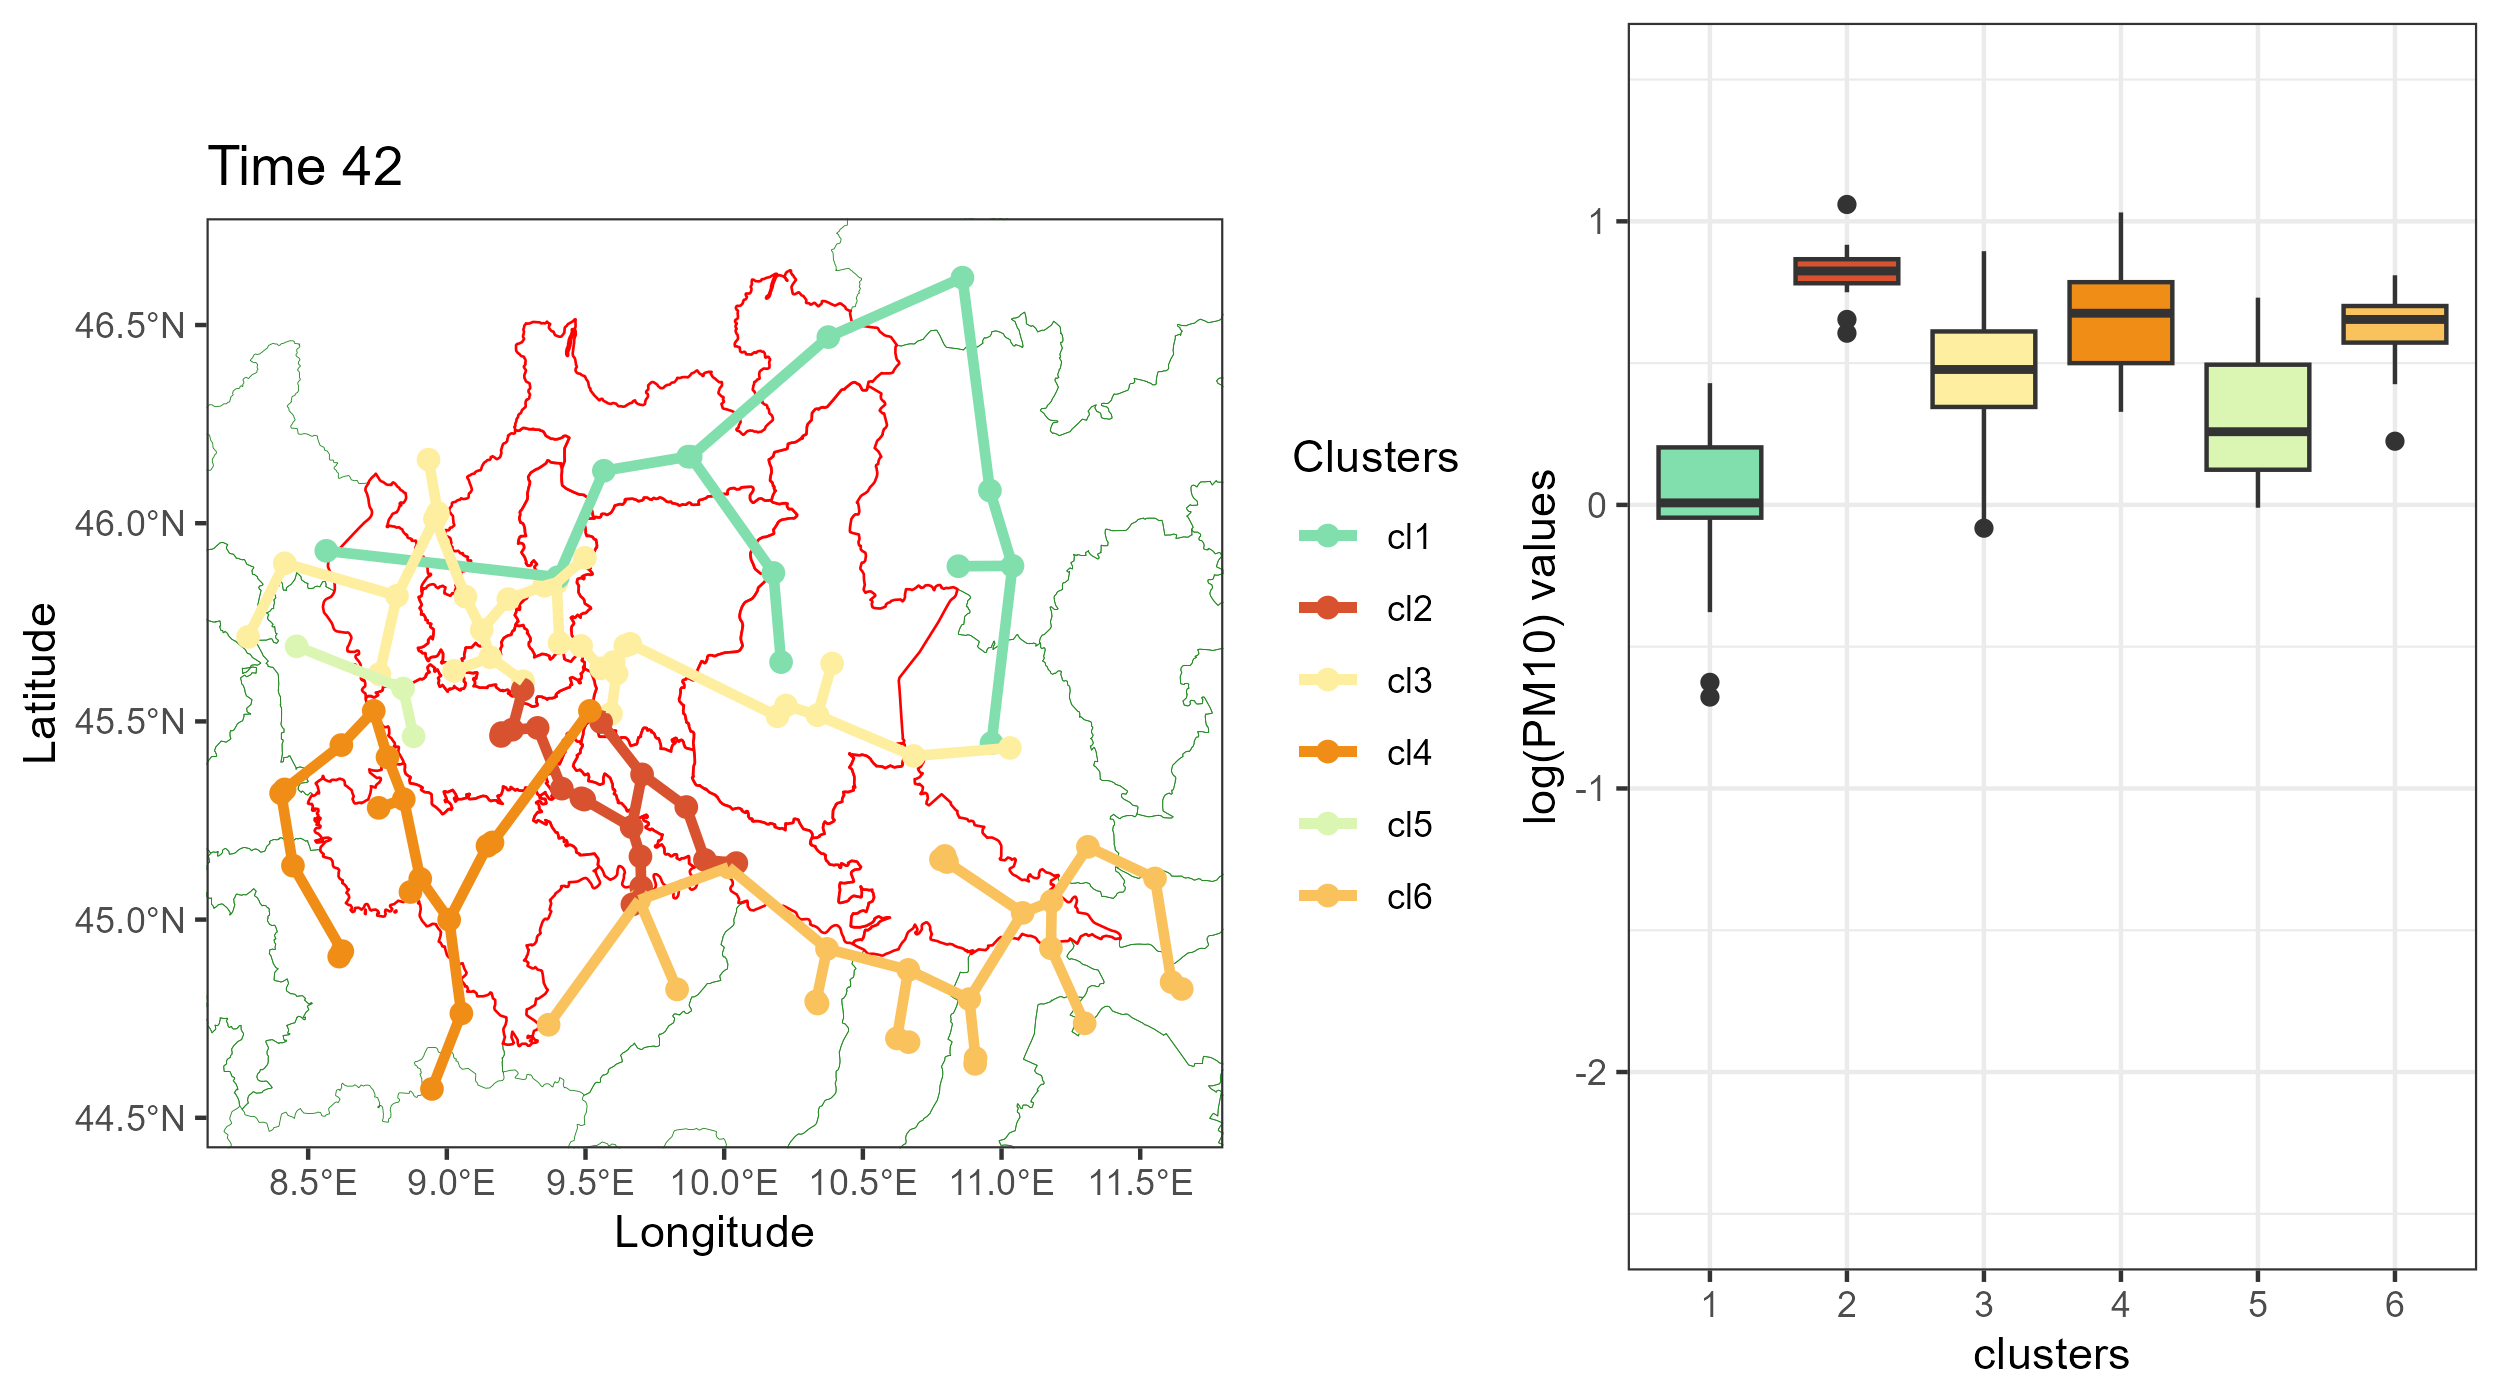 Time 42
Latitude
46.5°N
46.0°N
45.5°N
45.0°N
44.5°N
8.5°E 9.0°E 9.5°E 10.0°E 10.5°E 11.0°E 11.5°E
Longitude
Clusters
cl1
cl2
cl3
cl4
cl5
cl6
log(PM10) values
1
0
-1
-2
1 2 3 4 5 6
clusters